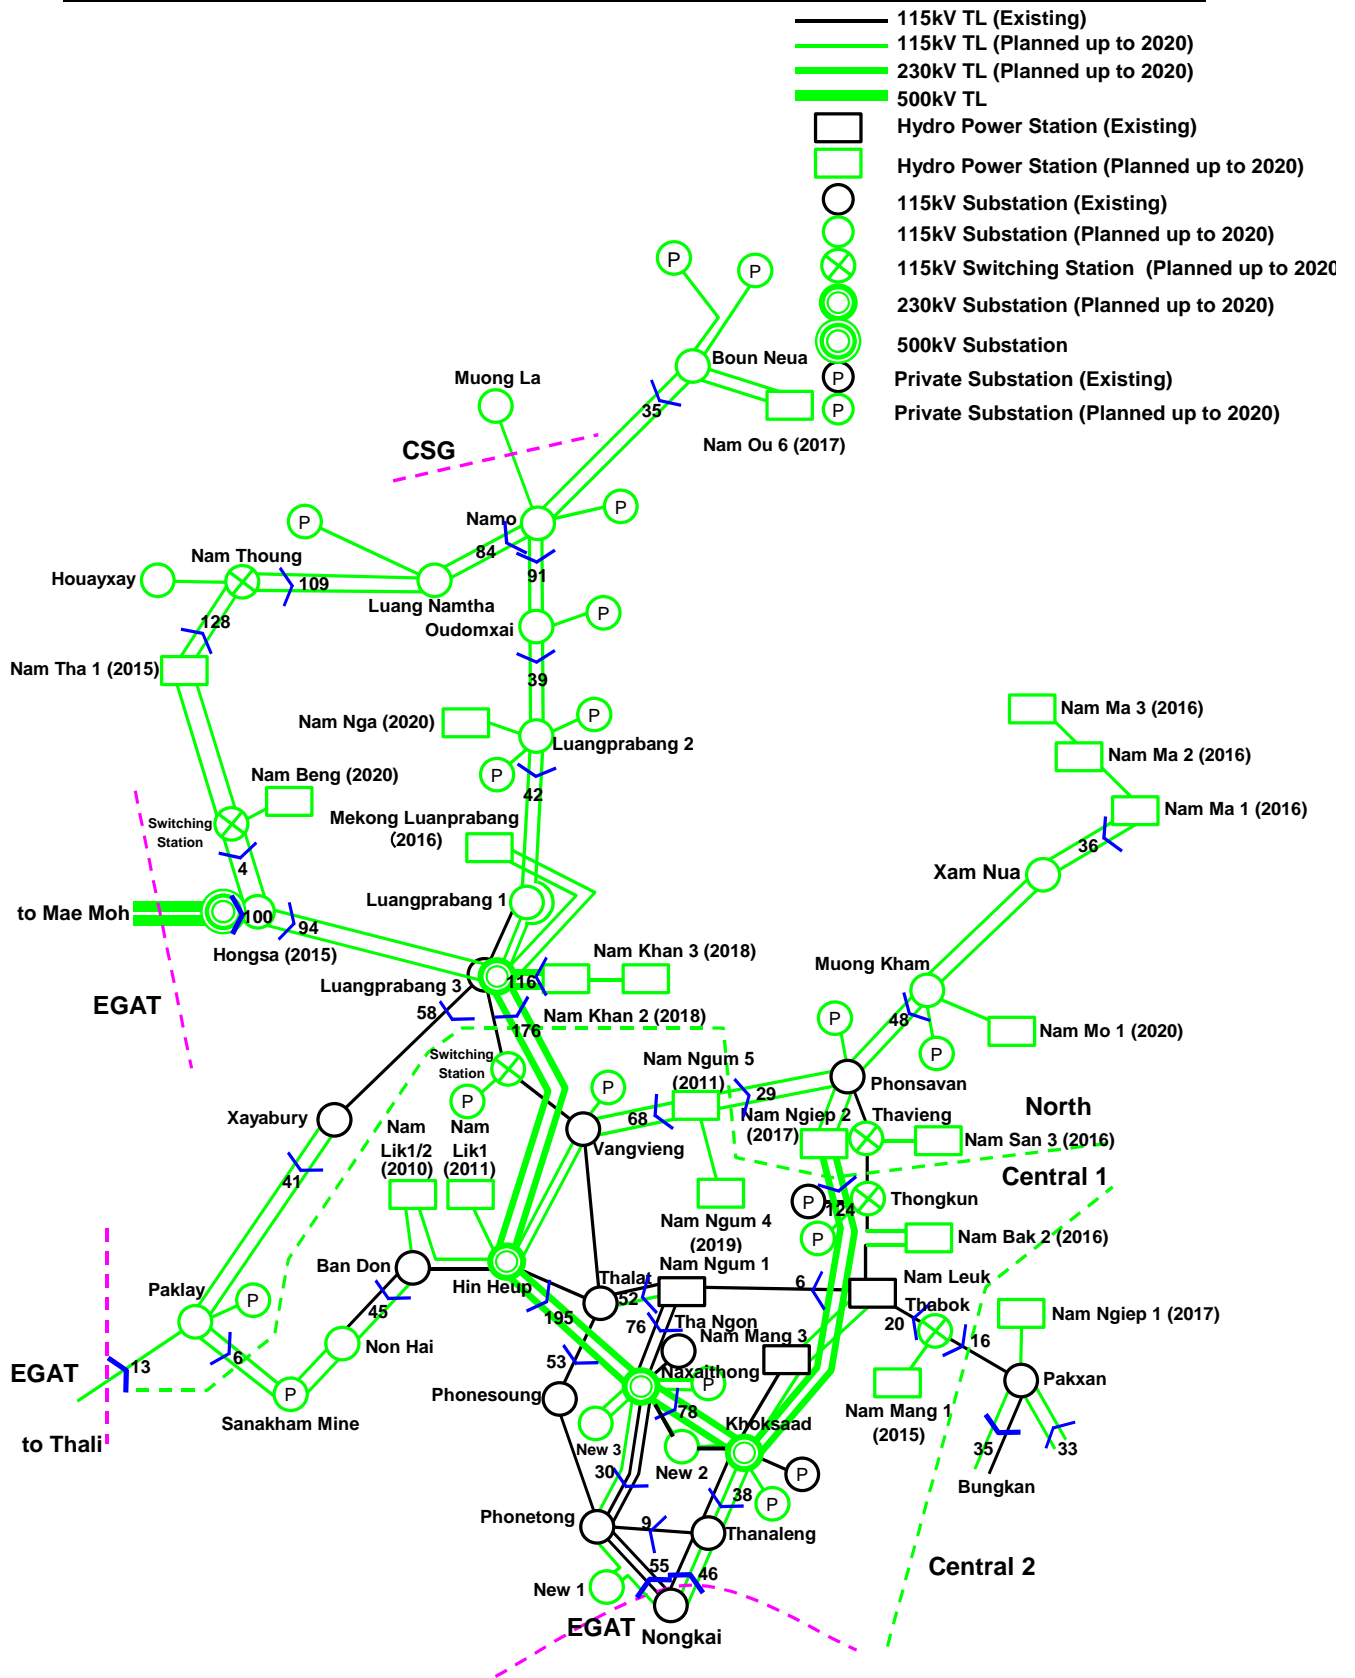 115kV TL (Existing)
115kV TL (Planned up to 2020)
230kV TL (Planned up to 2020)
500kV TL
Hydro Power Station (Existing)
Hydro Power Station (Planned up to 2020)
115kV Substation (Existing)
115kV Substation (Planned up to 2020)
115kV Switching Station  (Planned up to 2020
230kV Substation (Planned up to 2020)
500kV Substation
P Private Substation (Existing)
P Private Substation (Planned up to 2020)
P
P
Boun Neua
Muong La
35
CSG
Nam Ou 6 (2017)
P
P
Namo
84
Nam Thoung
91
Houayxay
109
Luang Namtha
P
128
Oudomxai
Nam Tha 1 (2015)
39
Nam Ma 3 (2016)
Nam Nga (2020)
P
Luangprabang 2
Nam Ma 2 (2016)
P
Nam Beng (2020)
42
Nam Ma 1 (2016)
Mekong Luanprabang
(2016)
Switching
Station
36
4
Xam Nua
Luangprabang 1
to Mae Moh
100
94
Hongsa (2015)
Nam Khan 3 (2018)
Muong Kham
Luangprabang 3
116
EGAT
58
Nam Khan 2 (2018)
P
48
Nam Mo 1 (2020)
176
Switching
Station
Nam Ngum 5
(2011)
P
Phonsavan
P
P
29
Xayabury
68
Nam Ngiep 2
(2017)
Thavieng
North
Nam
Lik1/2
(2010)
Nam
Lik1
(2011)
Vangvieng
Nam San 3 (2016)
41
Central 1
P
124
Thongkun
Nam Ngum 4
(2019)
P
Nam Bak 2 (2016)
Ban Don
Hin Heup
Thalat
Nam Ngum 1
6
Nam Leuk
Paklay
P
45
52
Thabok
Nam Ngiep 1 (2017)
195
76
Tha Ngon
20
Nam Mang 3
16
6
Non Hai
53
EGAT
13
Naxaithong
P
Pakxan
P
Phonesoung
Sanakham Mine
78
Khoksaad
Nam Mang 1
(2015)
to Thali
New 3
New 2
35
33
30
P
Bungkan
38
P
Phonetong
9
Thanaleng
55
46
Central 2
New 1
EGAT
Nongkai